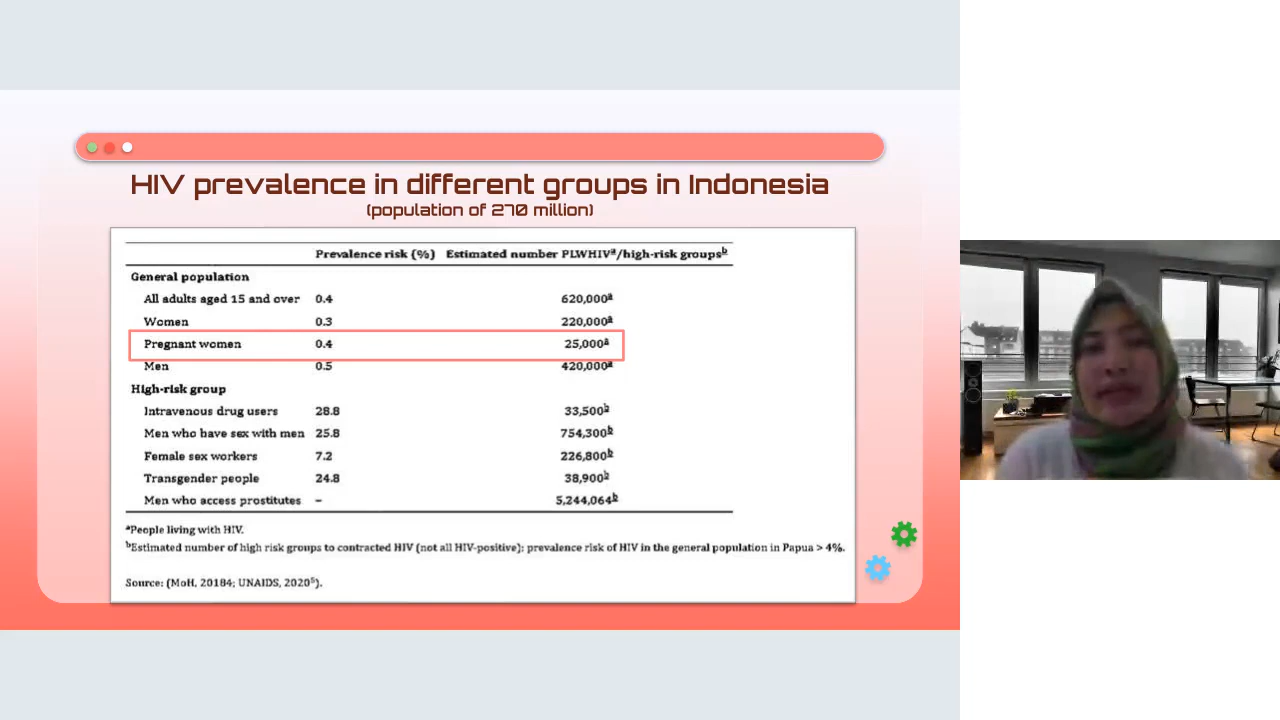 HIV prevalence in different groups in Indonesia
(population of 270 million)
Prevalence risk (%) Estimated number PLWHIVᵃ/high-risk groupsᵇ
General population
All adults aged 15 and over 0.4 620,000ᵃ
Women 0.3 220,000ᵃ
Pregnant women 0.4 25,000ᵃ
Men 0.5 420,000ᵃ
High-risk group
Intravenous drug users 28.8 33,500ᵇ
Men who have sex with men 25.8 754,300ᵇ
Female sex workers 7.2 226,800ᵇ
Transgender people 24.8 38,900ᵇ
Men who access prostitutes – 5,244,064ᵇ
ᵃPeople living with HIV.
ᵇEstimated number of high risk groups to contracted HIV (not all HIV-positive); prevalence risk of HIV in the general population in Papua > 4%.
Source: (MoH, 20184; UNAIDS, 2020⁵).